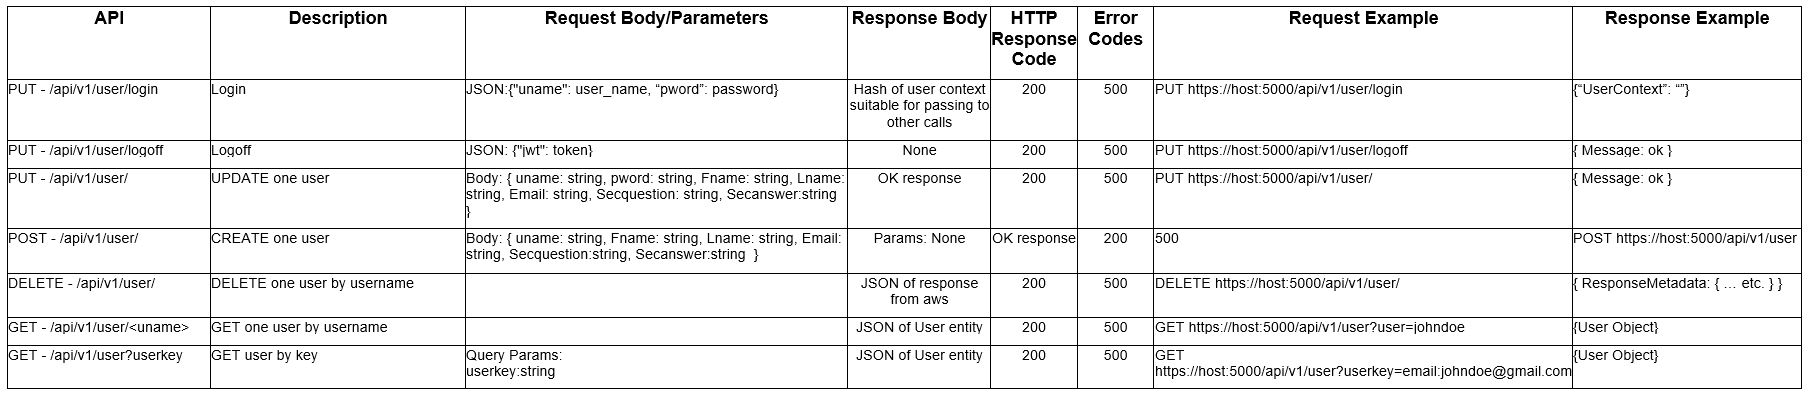 API Description Request Body/Parameters Response Body HTTP Response Code Error Codes Request Example Response Example
PUT - /api/v1/user/login Login JSON:{"uname": user_name, “pword”: password} Hash of user context suitable for passing to other calls 200 500 PUT https://host:5000/api/v1/user/login {“UserContext”: “”}
PUT - /api/v1/user/logoff Logoff JSON: {"jwt": token} None 200 500 PUT https://host:5000/api/v1/user/logoff { Message: ok }
PUT - /api/v1/user/ UPDATE one user Body: { uname: string, pword: string, Fname: string, Lname: string, Email: string, Secquestion: string, Secanswer:string } OK response 200 500 PUT https://host:5000/api/v1/user/ { Message: ok }
POST - /api/v1/user/ CREATE one user Body: { uname: string, Fname: string, Lname: string, Email: string, Secquestion:string, Secanswer:string  } Params: None OK response 200 500 POST https://host:5000/api/v1/user
DELETE - /api/v1/user/ DELETE one user by username JSON of response from aws 200 500 DELETE https://host:5000/api/v1/user/ { ResponseMetadata: { … etc. } }
GET - /api/v1/user/<uname> GET one user by username JSON of User entity 200 500 GET https://host:5000/api/v1/user?user=johndoe {User Object}
GET - /api/v1/user?userkey GET user by key Query Params: userkey:string JSON of User entity 200 500 GET https://host:5000/api/v1/user?userkey=email:johndoe@gmail.com {User Object}